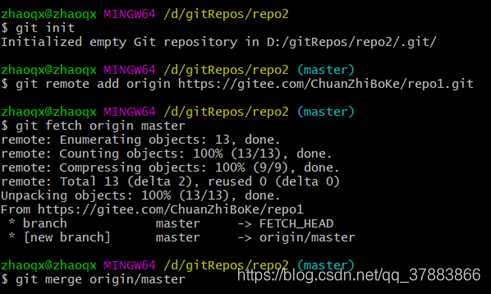 zhaoqx@zhaoqx MINGW64 /d/gitRepos/repo2
$ git init
Initialized empty Git repository in D:/gitRepos/repo2/.git/
zhaoqx@zhaoqx MINGW64 /d/gitRepos/repo2 (master)
$ git remote add origin https://gitee.com/ChuanZhiBoKe/repo1.git
zhaoqx@zhaoqx MINGW64 /d/gitRepos/repo2 (master)
$ git fetch origin master
remote: Enumerating objects: 13, done.
remote: Counting objects: 100% (13/13), done.
remote: Compressing objects: 100% (9/9), done.
remote: Total 13 (delta 2), reused 0 (delta 0)
Unpacking objects: 100% (13/13), done.
From https://gitee.com/ChuanZhiBoKe/repo1
 * branch            master     -> FETCH_HEAD
 * [new branch]      master     -> origin/master
zhaoqx@zhaoqx MINGW64 /d/gitRepos/repo2 (master)
$ git merge origin/master
https://blog.csdn.net/qq_37883866